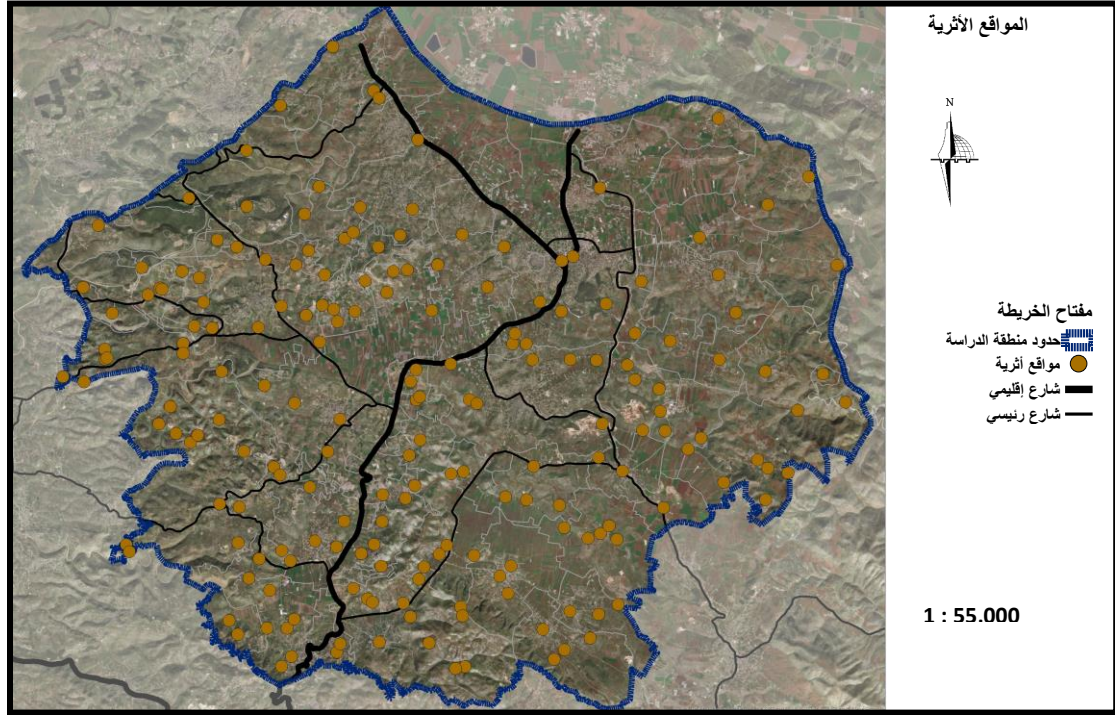 المواقع الأثرية
N
مفتاح الخريطة
حدود منطقة الدراسة
مواقع أثرية
شارع إقليمي
شارع رئيسي
1 : 55.000